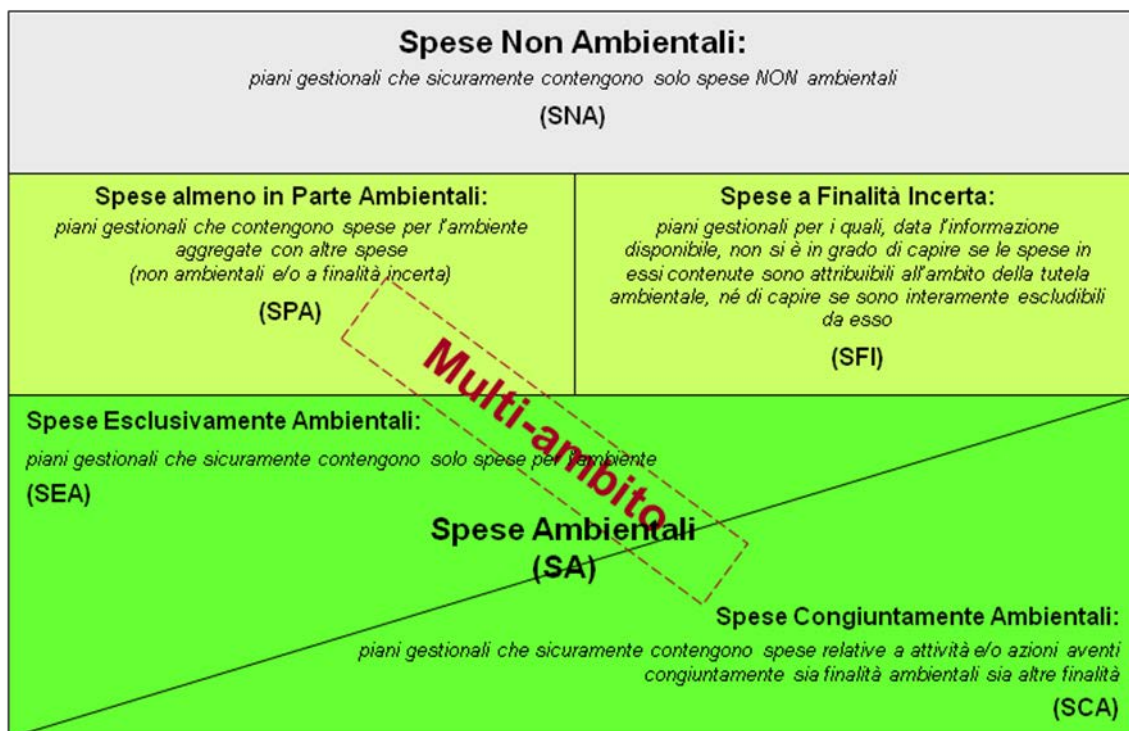 Spese Non Ambientali:
piani gestionali che sicuramente contengono solo spese NON ambientali
(SNA)
Spese almeno in Parte Ambientali:
piani gestionali che contengono spese per l'ambiente
aggregate con altre spese
(non ambientali e/o a finalità incerta)
(SPA)
Spese a Finalità Incerta:
piani gestionali per i quali, data l'informazione
disponibile, non si è in grado di capire se le spese in
essi contenute sono attribuibili all'ambito della tutela
ambientale, né di capire se sono interamente escludibili
da esso
(SFI)
Multi-ambito
Spese Esclusivamente Ambientali:
piani gestionali che sicuramente contengono solo spese per l'ambiente
(SEA)
Spese Ambientali
(SA)
Spese Congiuntamente Ambientali:
piani gestionali che sicuramente contengono spese relative a attività e/o azioni aventi
congiuntamente sia finalità ambientali sia altre finalità
(SCA)